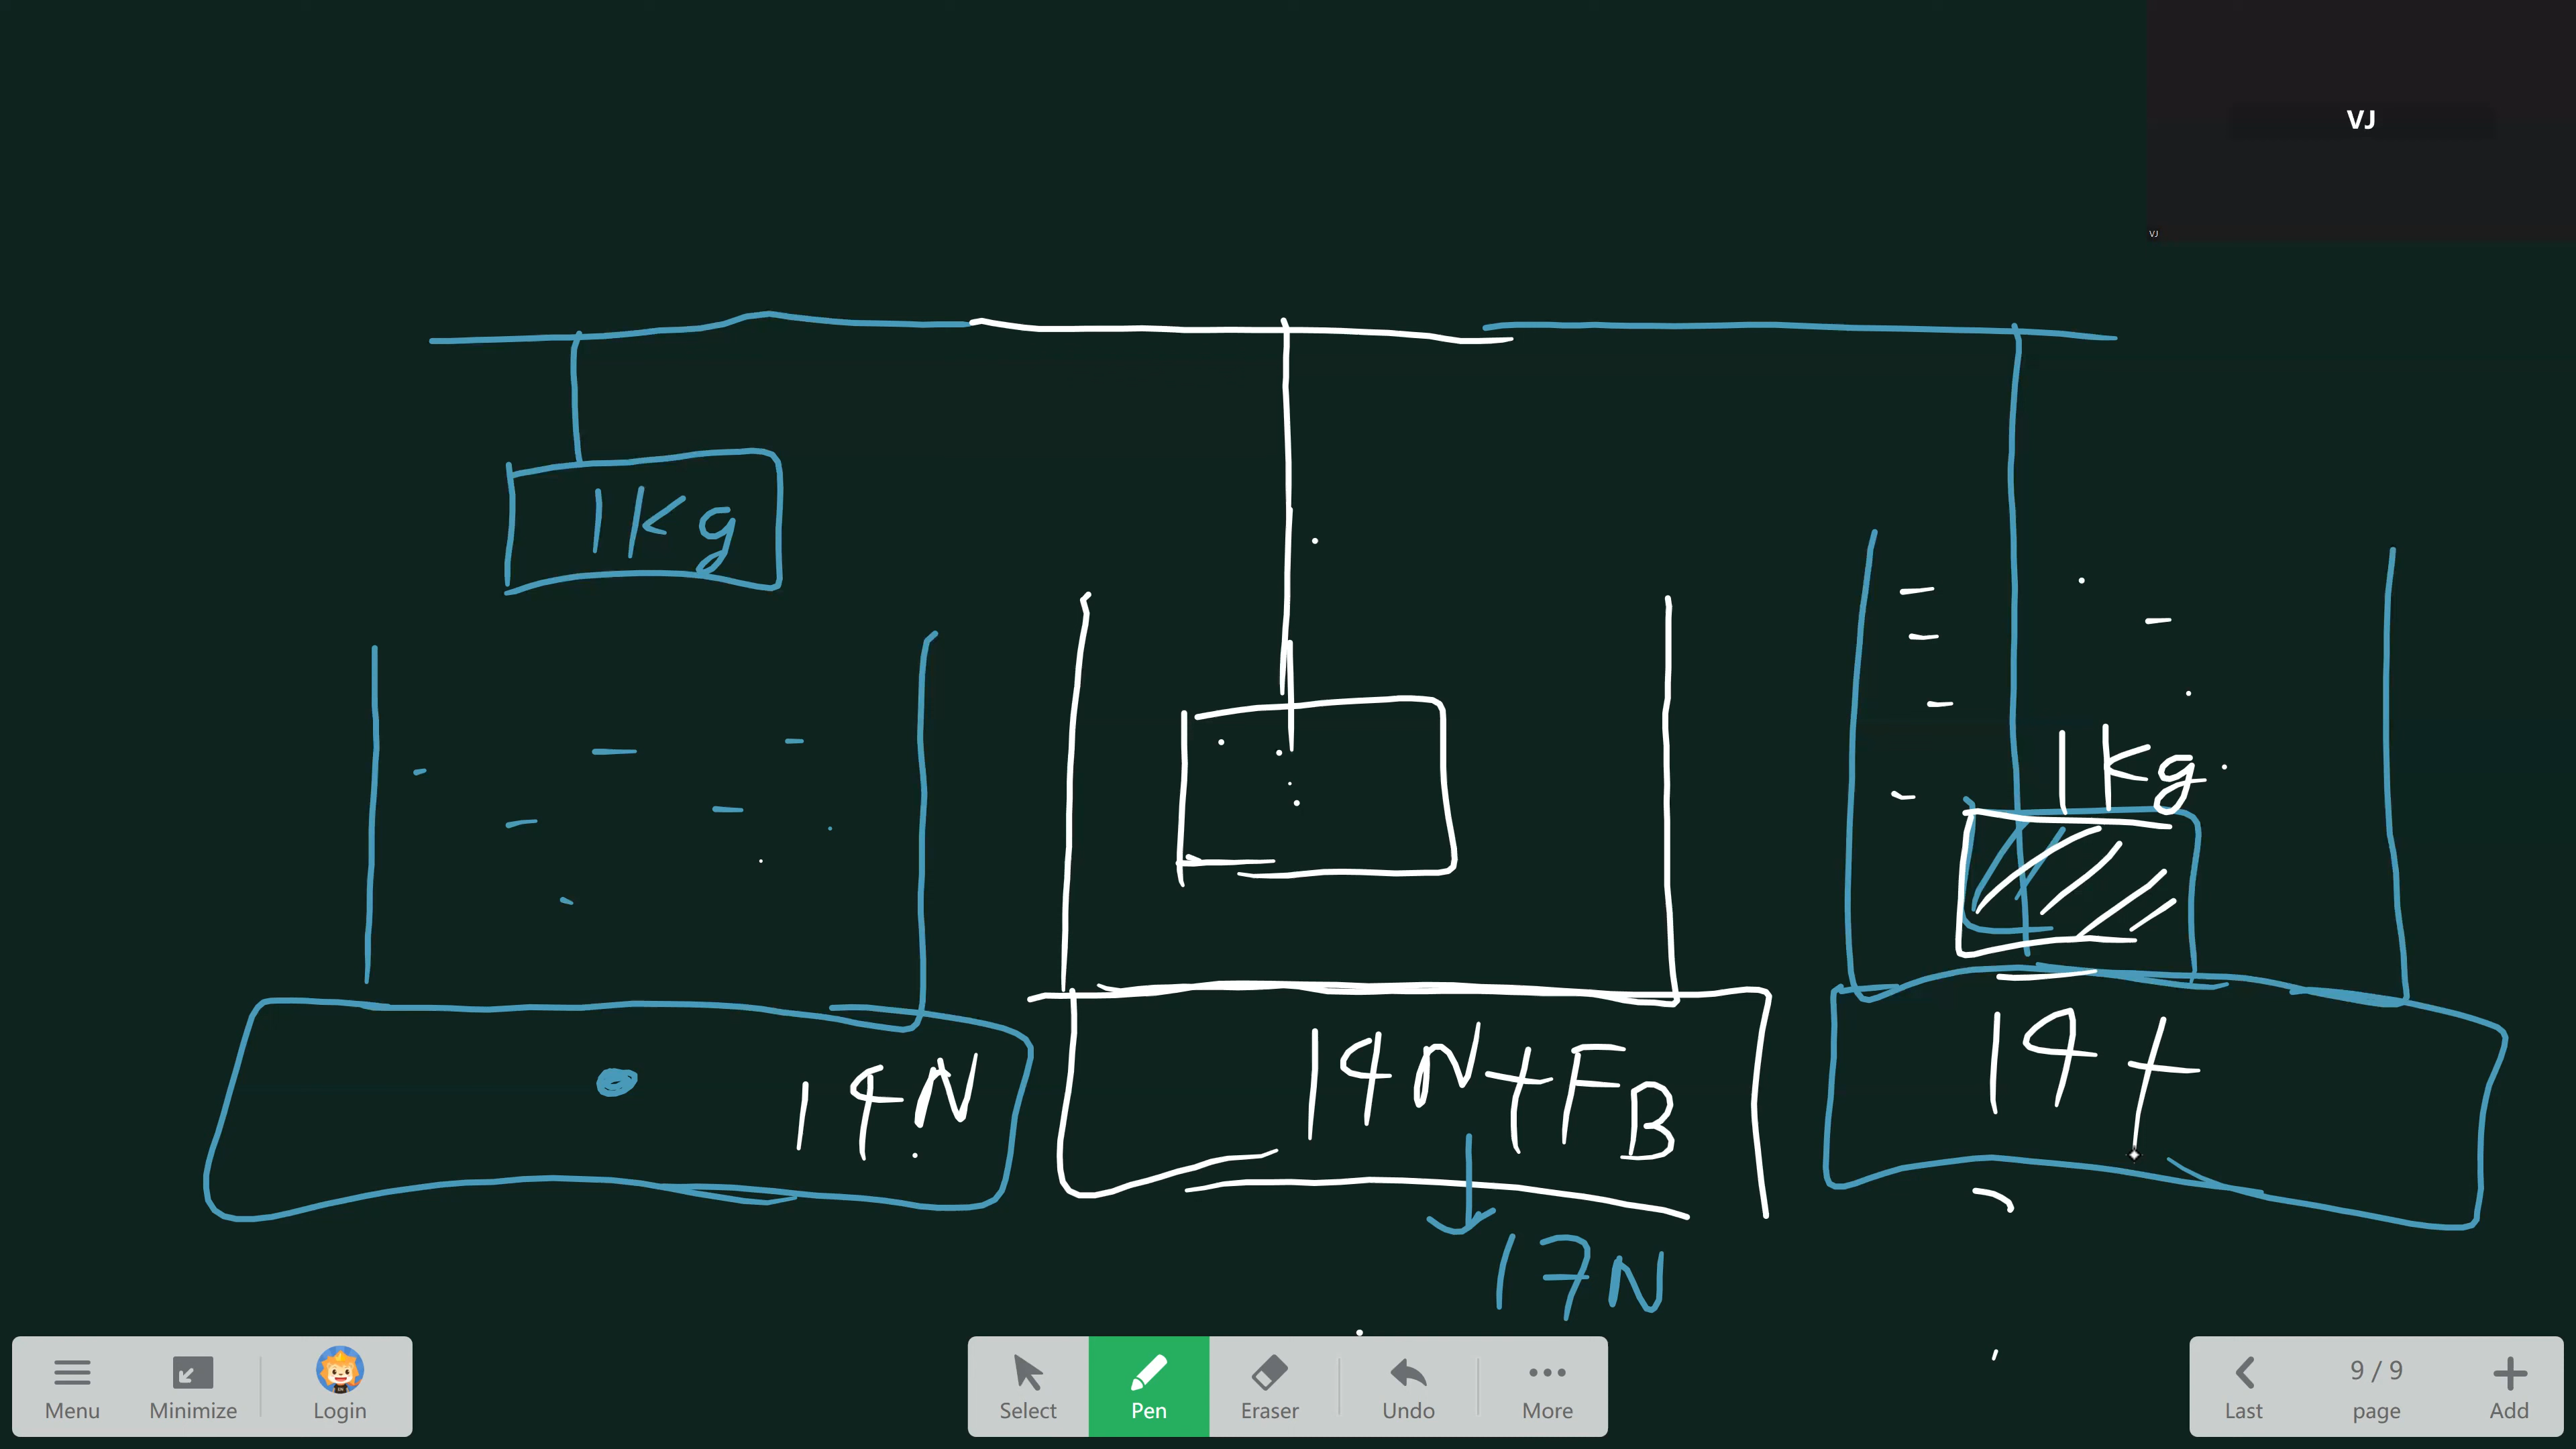 VJ
VJ
1Kg
1Kg
14N
14N+FB
14+
17N
Menu
Minimize
Login
Select
Pen
Eraser
Undo
More
Last
9 / 9
page
Add